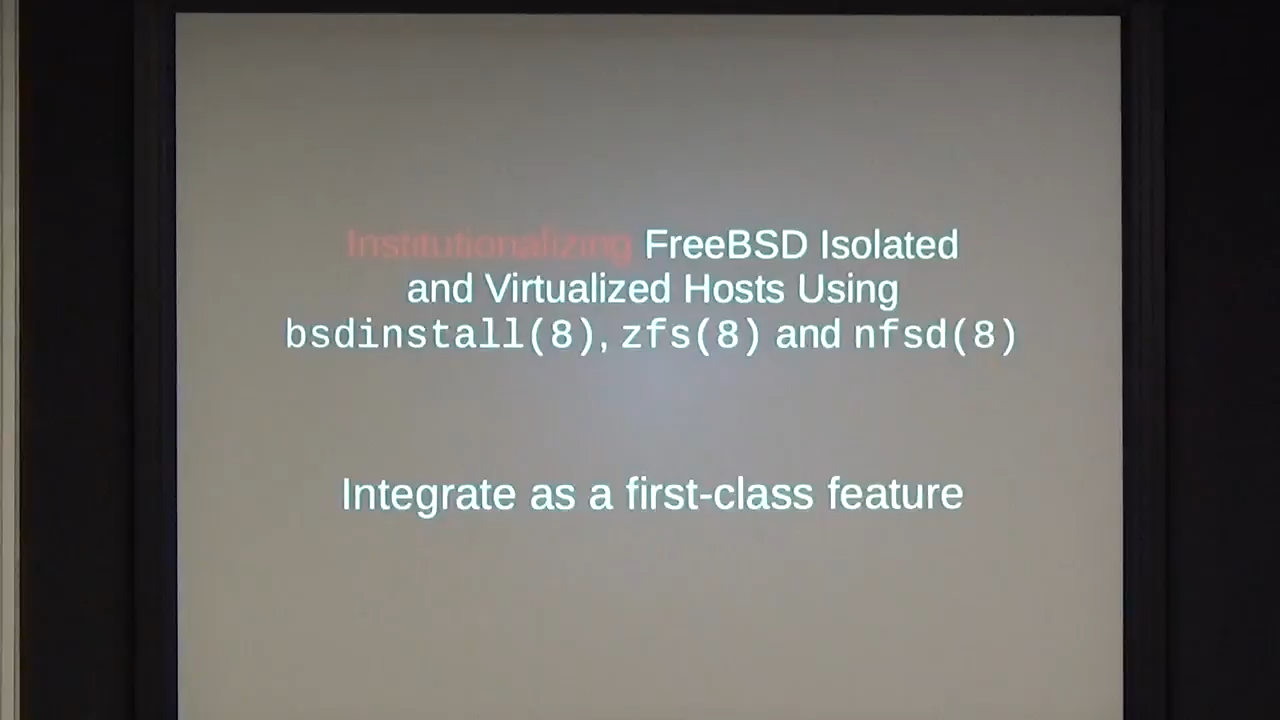 Institutionalizing FreeBSD Isolated
and Virtualized Hosts Using
bsdinstall(8), zfs(8) and nfsd(8)
Integrate as a first-class feature